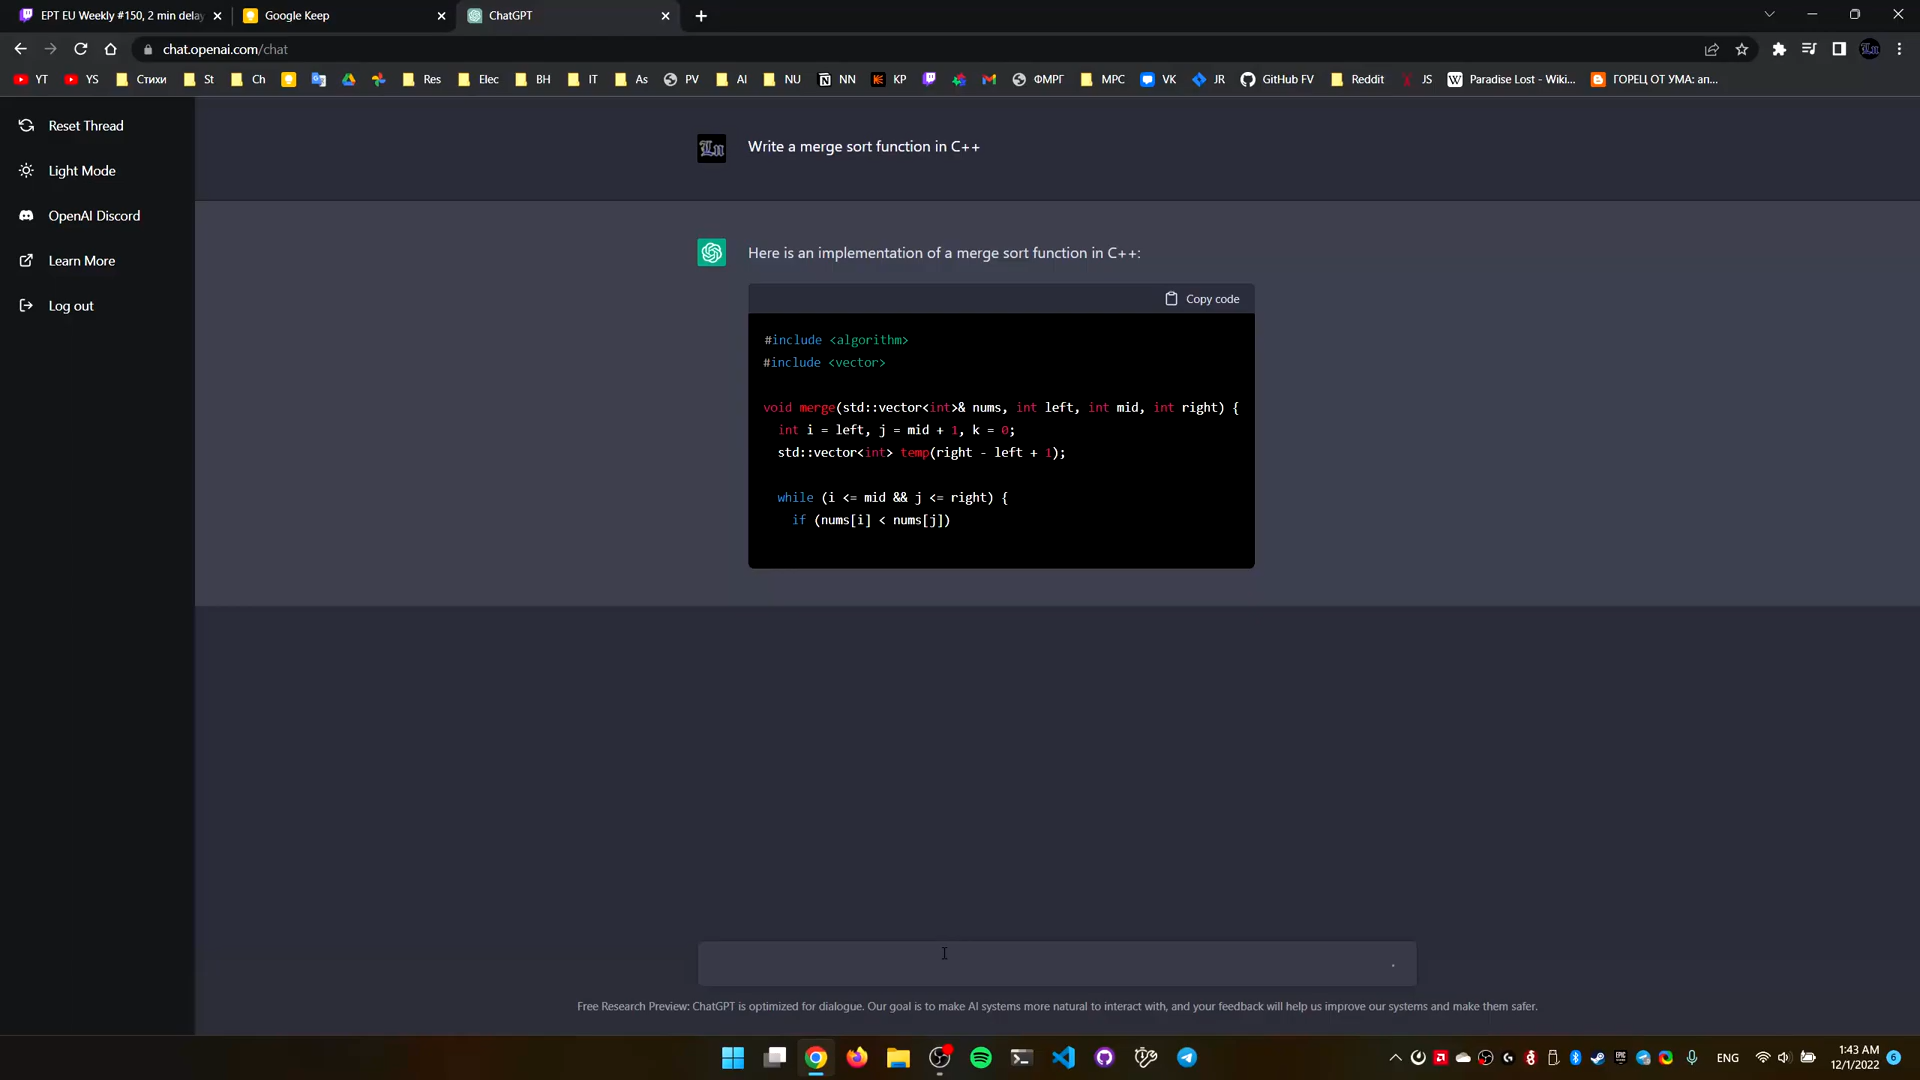 EPT EU Weekly #150, 2 min delay
Google Keep
ChatGPT
chat.openai.com/chat
YT
YS
Стихи
St
Ch
Res
Elec
BH
IT
As
PV
AI
NU
NN
KP
ФМРГ
MPC
VK
JR
GitHub FV
Reddit
JS
Paradise Lost - Wiki...
ГОРЕЦ ОТ УМА: ап...
Reset Thread
Light Mode
OpenAI Discord
Learn More
Log out
Ln
Write a merge sort function in C++
Here is an implementation of a merge sort function in C++:
Copy code
#include <algorithm>
#include <vector>
void merge(std::vector<int>& nums, int left, int mid, int right) {
int i = left, j = mid + 1, k = 0;
std::vector<int> temp(right - left + 1);
while (i <= mid && j <= right) {
if (nums[i] < nums[j])
Free Research Preview: ChatGPT is optimized for dialogue. Our goal is to make AI systems more natural to interact with, and your feedback will help us improve our systems and make them safer.
ENG
1:43 AM
12/1/2022
6